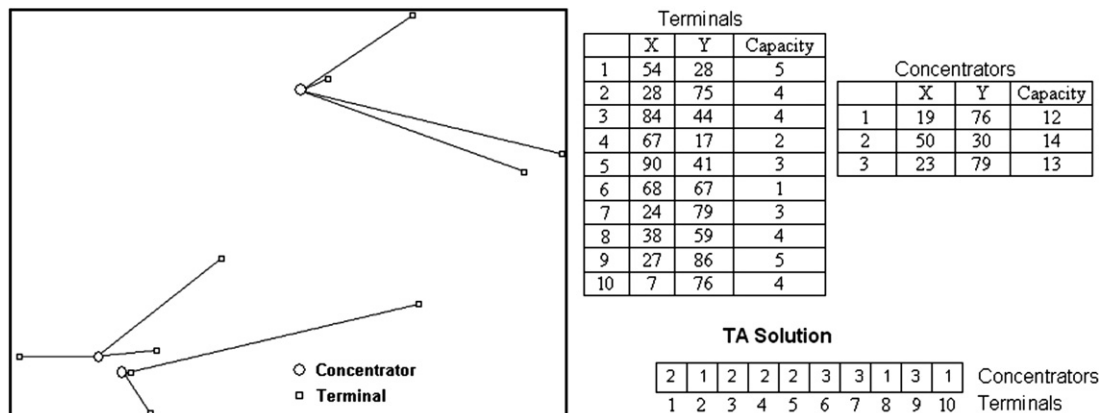 Terminals
X Y Capacity
1 54 28 5
2 28 75 4
3 84 44 4
4 67 17 2
5 90 41 3
6 68 67 1
7 24 79 3
8 38 59 4
9 27 86 5
10 7 76 4
Concentrators
X Y Capacity
1 19 76 12
2 50 30 14
3 23 79 13
Concentrator
Terminal
TA Solution
2 1 2 2 2 3 3 1 3 1 Concentrators
1 2 3 4 5 6 7 8 9 10 Terminals